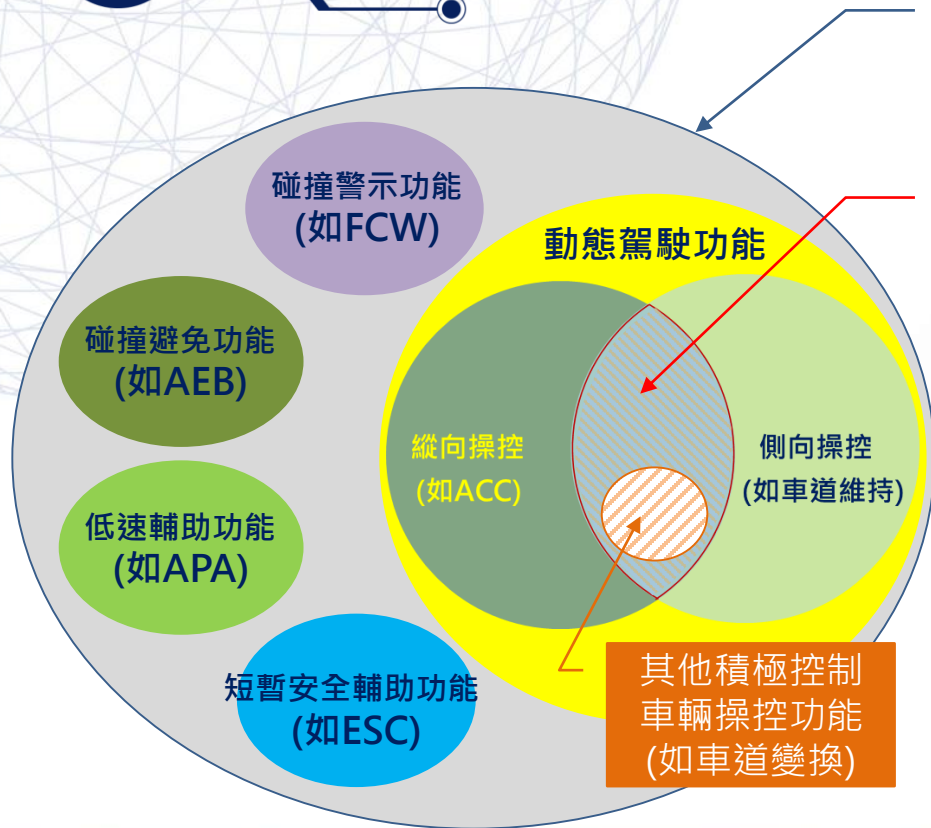 碰撞警示功能
(如FCW)
動態駕駛功能
碰撞避免功能
(如AEB)
縱向操控
(如ACC)
側向操控
(如車道維持)
低速輔助功能
(如APA)
短暫安全輔助功能
(如ESC)
其他積極控制
車輛操控功能
(如車道變換)